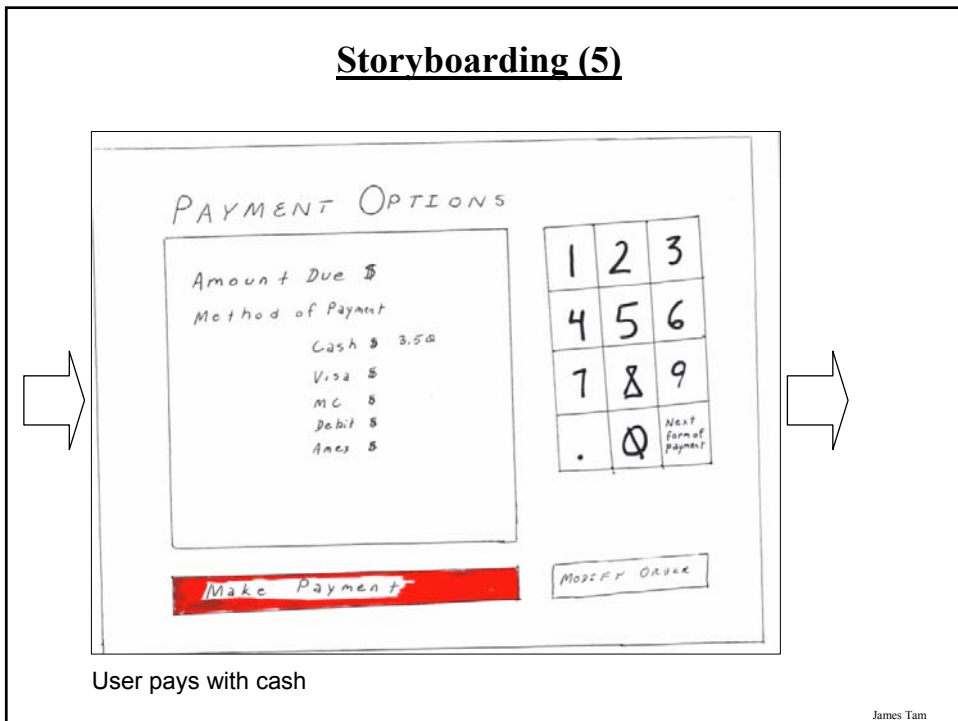 Storyboarding (5)
PAYMENT OPTIONS
Amount Due $
Method of Payment
Cash $ 3.50
Visa $
MC $
Debit $
Amex $
1 2 3
4 5 6
7 8 9
. 0 Next
form of
payment
Make Payment
MODIFY ORDER
User pays with cash
James Tam